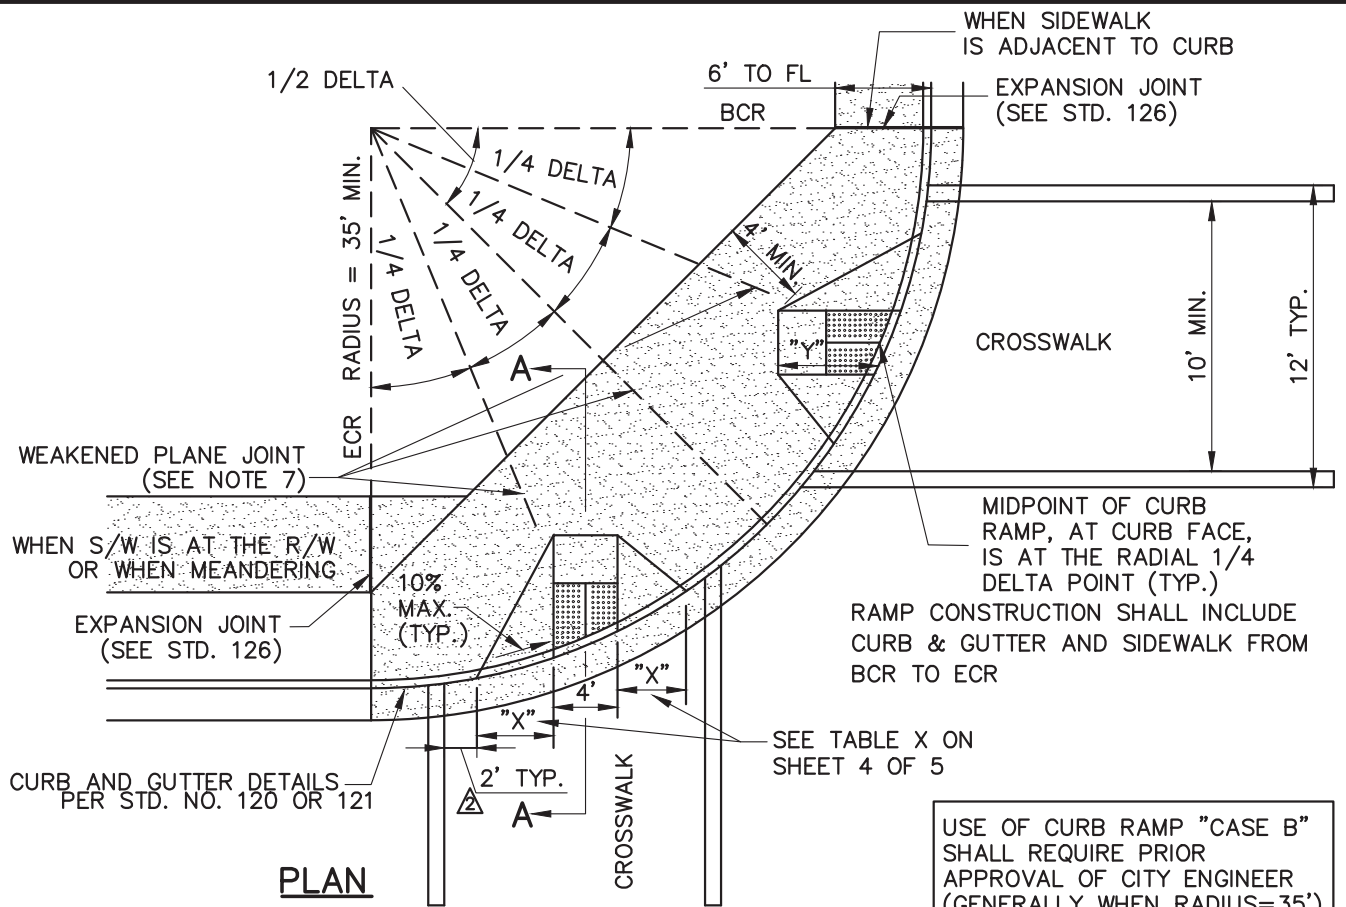 WHEN SIDEWALK
IS ADJACENT TO CURB
1/2 DELTA
6' TO FL
EXPANSION JOINT
(SEE STD. 126)
BCR
1/4 DELTA
1/4 DELTA
1/4 DELTA
1/4 DELTA
ECR RADIUS = 35' MIN.
4' MIN
"Y"
CROSSWALK
10' MIN.
12' TYP.
A
WEAKENED PLANE JOINT
(SEE NOTE 7)
WHEN S/W IS AT THE R/W
OR WHEN MEANDERING
MIDPOINT OF CURB
RAMP, AT CURB FACE,
IS AT THE RADIAL 1/4
DELTA POINT (TYP.)
10%
MAX.
(TYP.)
EXPANSION JOINT
(SEE STD. 126)
RAMP CONSTRUCTION SHALL INCLUDE
CURB & GUTTER AND SIDEWALK FROM
BCR TO ECR
"X"
4'
"X"
SEE TABLE X ON
SHEET 4 OF 5
CURB AND GUTTER DETAILS
PER STD. NO. 120 OR 121
2' TYP.
2
A
CROSSWALK
PLAN
USE OF CURB RAMP "CASE B"
SHALL REQUIRE PRIOR
APPROVAL OF CITY ENGINEER
(GENERALLY WHEN RADIUS=35')